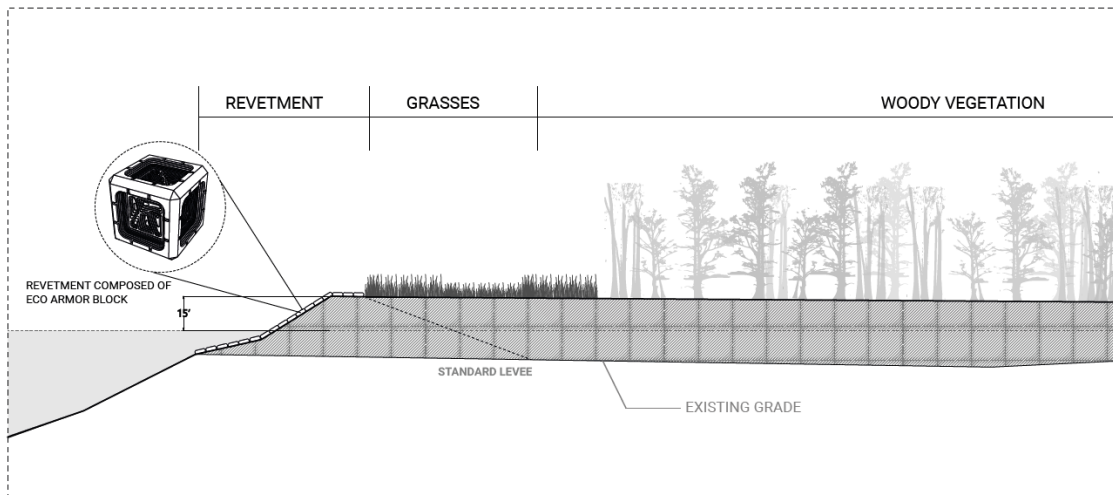 REVETMENT
GRASSES
WOODY VEGETATION
REVETMENT COMPOSED OF
ECO ARMOR BLOCK
15'
STANDARD LEVEE
EXISTING GRADE